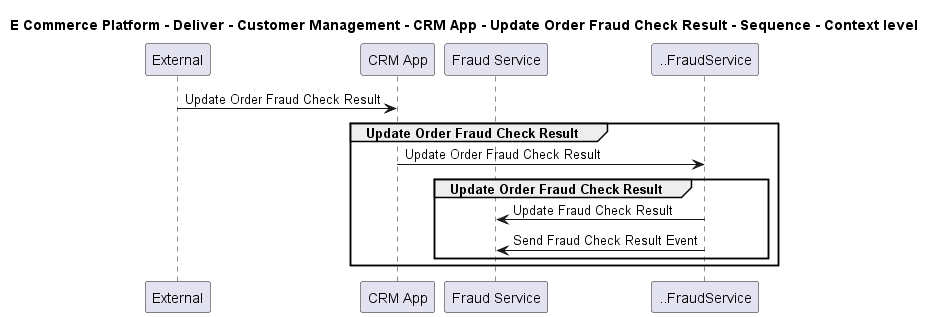 E Commerce Platform - Deliver - Customer Management - CRM App - Update Order Fraud Check Result - Sequence - Context level
External
CRM App
Fraud Service
..FraudService
Update Order Fraud Check Result
Update Order Fraud Check Result
Update Order Fraud Check Result
Update Order Fraud Check Result
Update Fraud Check Result
Send Fraud Check Result Event
External
CRM App
Fraud Service
..FraudService